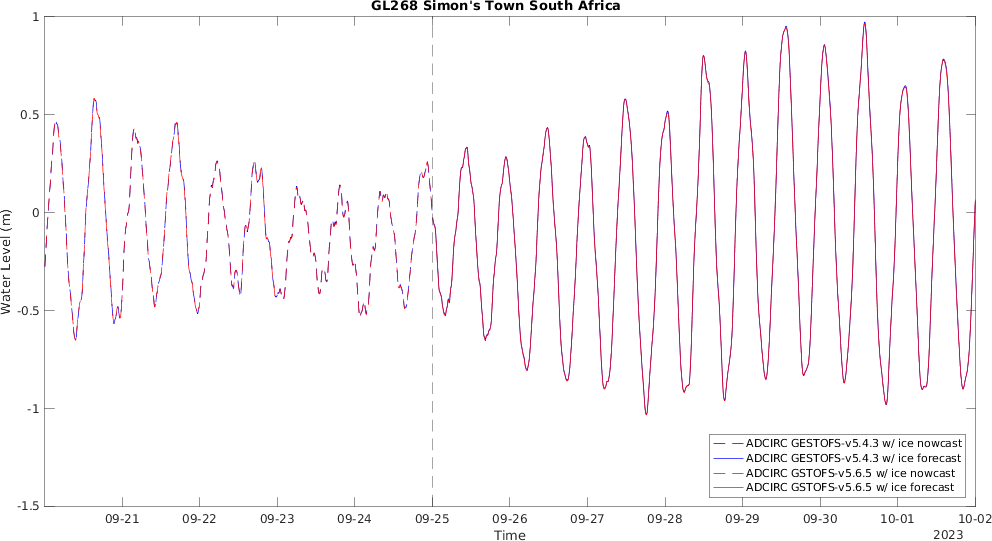 GL268 Simon's Town South Africa
1
0.5
0
-0.5
-1
-1.5
Water Level (m)
ADCIRC GESTOFS-v5.4.3 w/ ice nowcast
ADCIRC GESTOFS-v5.4.3 w/ ice forecast
ADCIRC GSTOFS-v5.6.5 w/ ice nowcast
ADCIRC GSTOFS-v5.6.5 w/ ice forecast
09-21 09-22 09-23 09-24 09-25 09-26 09-27 09-28 09-29 09-30 10-01 10-02
Time
2023